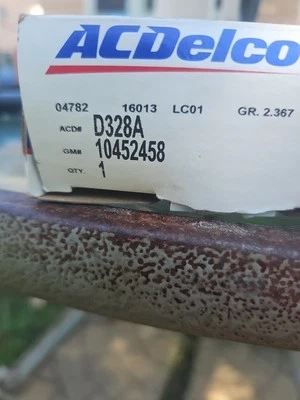 ACDelco
04782 16013 LC01 GR. 2.367
ACD# D328A
GM# 10452458
QTY. 1